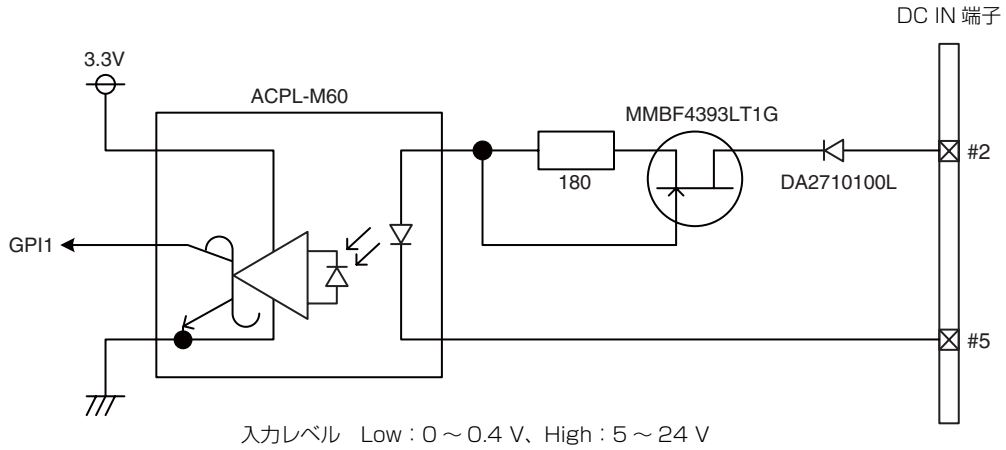 DC IN 端子
3.3V
ACPL-M60
MMBF4393LT1G
#2
180
DA2710100L
GPI1
#5
入力レベル　Low：0 ～ 0.4 V、High：5 ～ 24 V